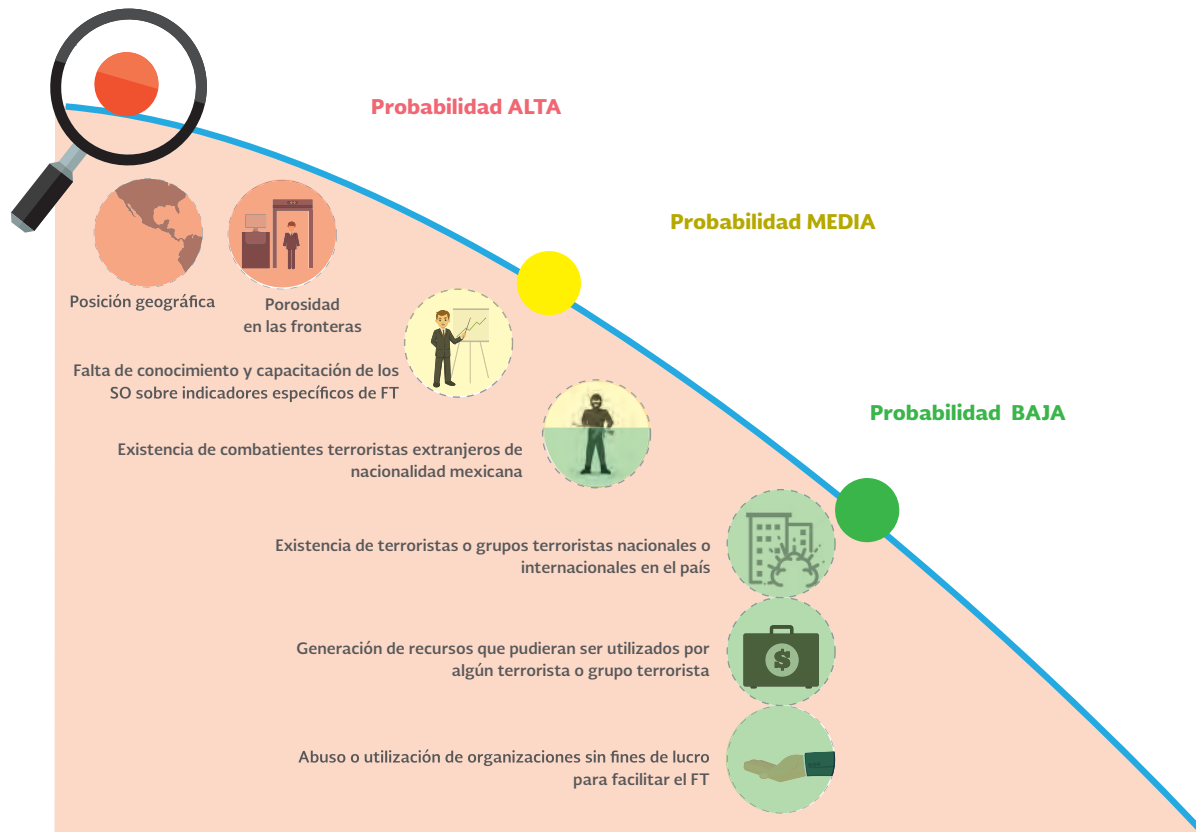 Probabilidad ALTA
Probabilidad MEDIA
Posición geográfica
Porosidad
en las fronteras
Falta de conocimiento y capacitación de los
SO sobre indicadores específicos de FT
Probabilidad BAJA
Existencia de combatientes terroristas extranjeros de
nacionalidad mexicana
Existencia de terroristas o grupos terroristas nacionales o
internacionales en el país
Generación de recursos que pudieran ser utilizados por
algún terrorista o grupo terrorista
$
Abuso o utilización de organizaciones sin fines de lucro
para facilitar el FT